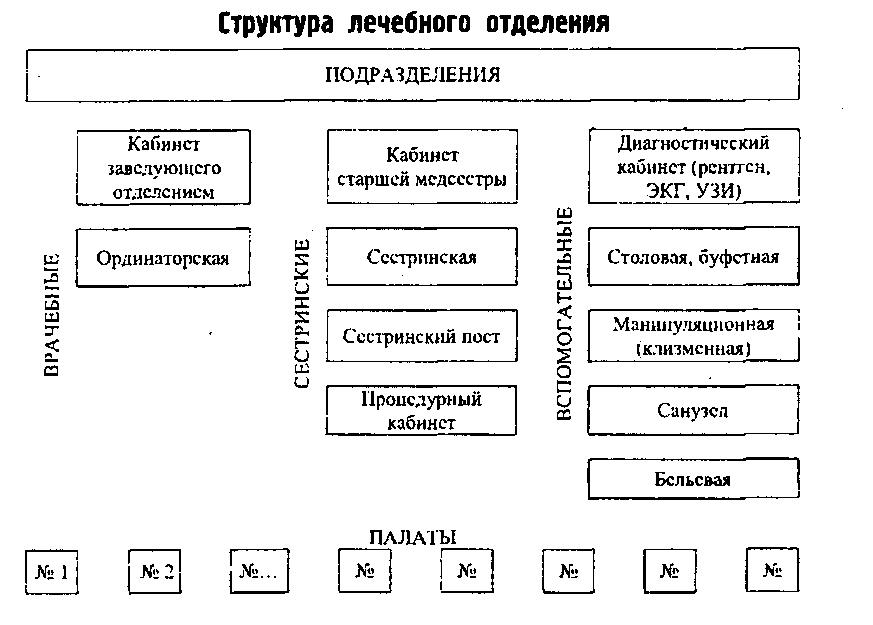 Структура лечебного отделения
ПОДРАЗДЕЛЕНИЯ
ВРАЧЕБНЫЕ
Кабинет
заведующего
отделением
Ординаторская
СЕСТРИНСКИЕ
Кабинет
старшей медсестры
Сестринская
Сестринский пост
Процедурный
кабинет
ВСПОМОГАТЕЛЬНЫЕ
Диагностический
кабинет (рентген,
ЭКГ, УЗИ)
Столовая, буфетная
Манипуляционная
(клизменная)
Санузел
Бельевая
ПАЛАТЫ
№ 1
№ 2
№...
№
№
№
№
№